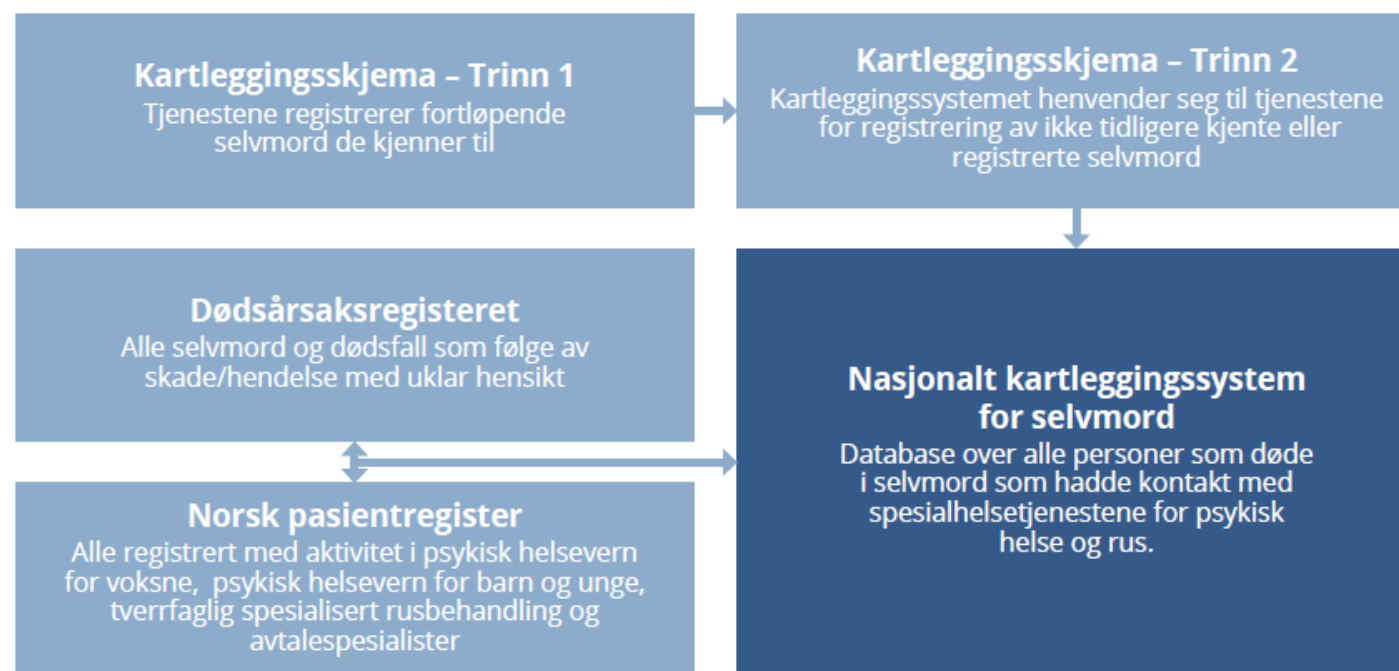 Kartleggingsskjema – Trinn 1
Tjenestene registrerer fortløpende
selvmord de kjenner til
Kartleggingsskjema – Trinn 2
Kartleggingssystemet henvender seg til tjenestene
for registrering av ikke tidligere kjente eller
registrerte selvmord
Dødsårsaksregisteret
Alle selvmord og dødsfall som følge av
skade/hendelse med uklar hensikt
Norsk pasientregister
Alle registrert med aktivitet i psykisk helsevern
for voksne, psykisk helsevern for barn og unge,
tverrfaglig spesialisert rusbehandling og
avtalespesialister
Nasjonalt kartleggingssystem
for selvmord
Database over alle personer som døde
i selvmord som hadde kontakt med
spesialhelsetjenestene for psykisk
helse og rus.